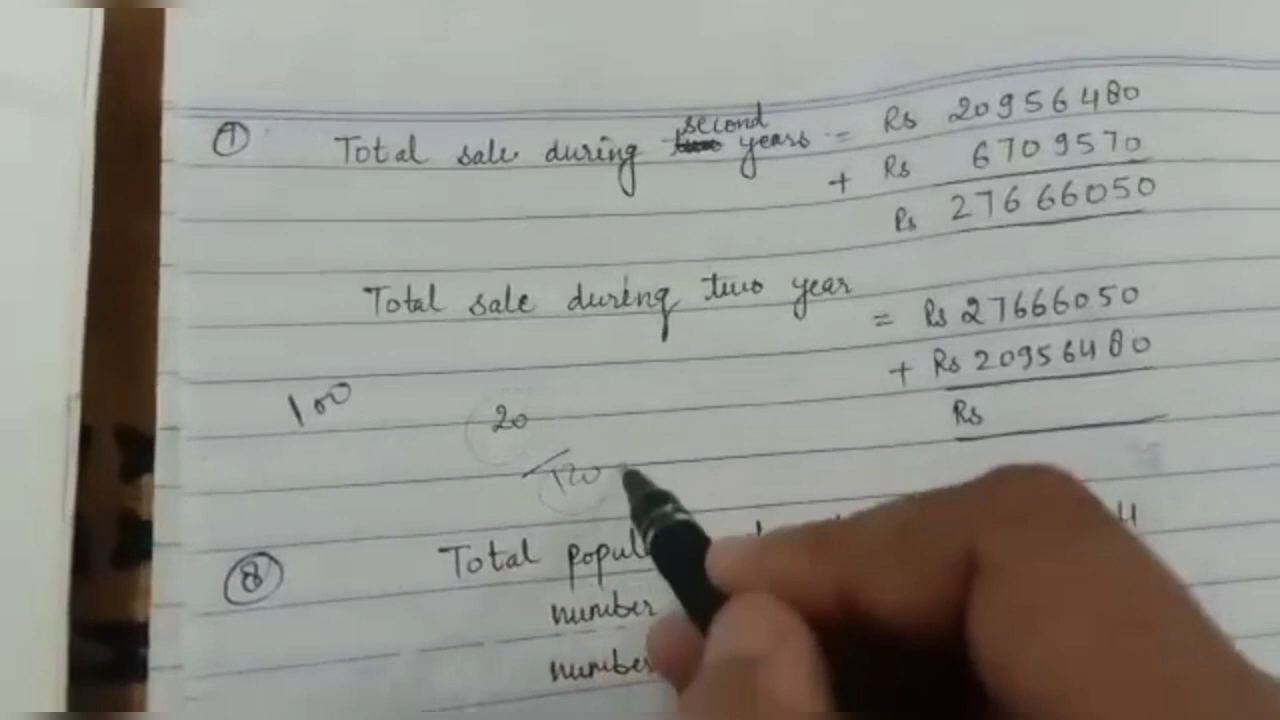 7 Total sale during second years = Rs 20956480
+ Rs 6709570
Rs 27666050
Total sale during two year
= Rs 27666050
+ Rs 20956480
100 20 Rs
120
8 Total
number
number